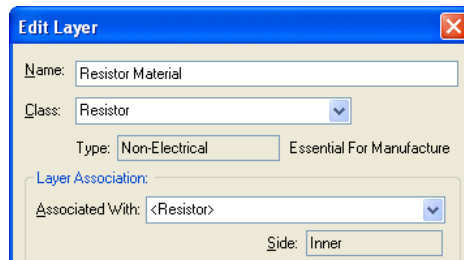 Edit Layer
Name: Resistor Material
Class: Resistor
Type: Non-Electrical Essential For Manufacture
Layer Association:
Associated With: <Resistor>
Side: Inner